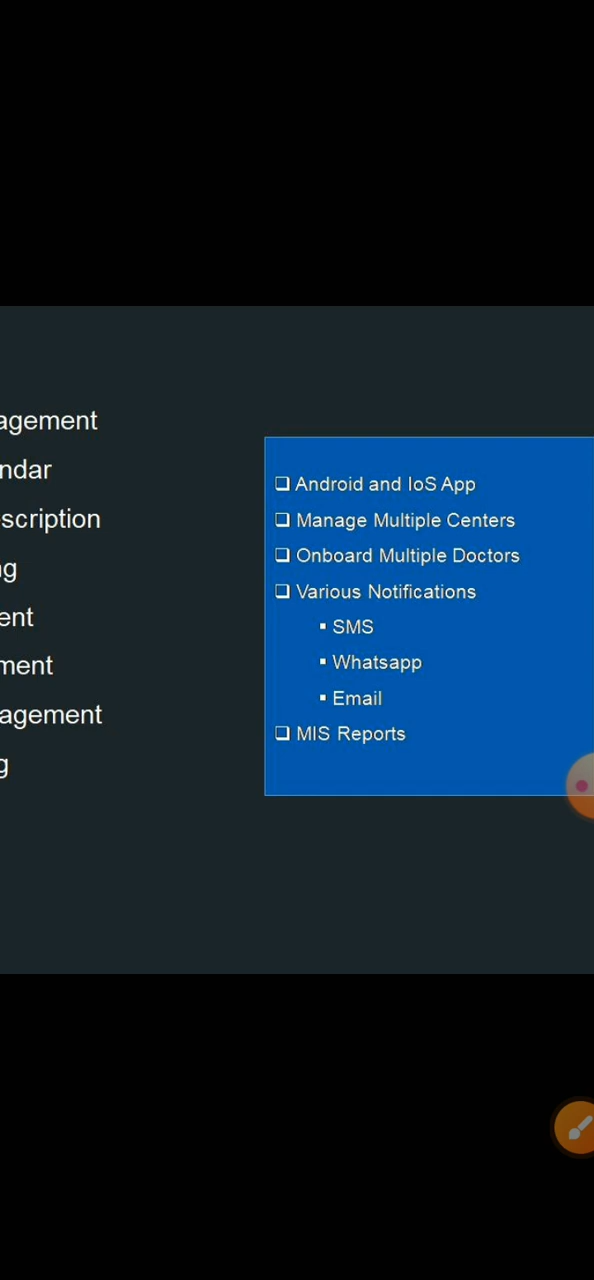 agement
ndar
scription
g
ent
ment
agement
g
❑ Android and IoS App
❑ Manage Multiple Centers
❑ Onboard Multiple Doctors
❑ Various Notifications
▪ SMS
▪ Whatsapp
▪ Email
❑ MIS Reports